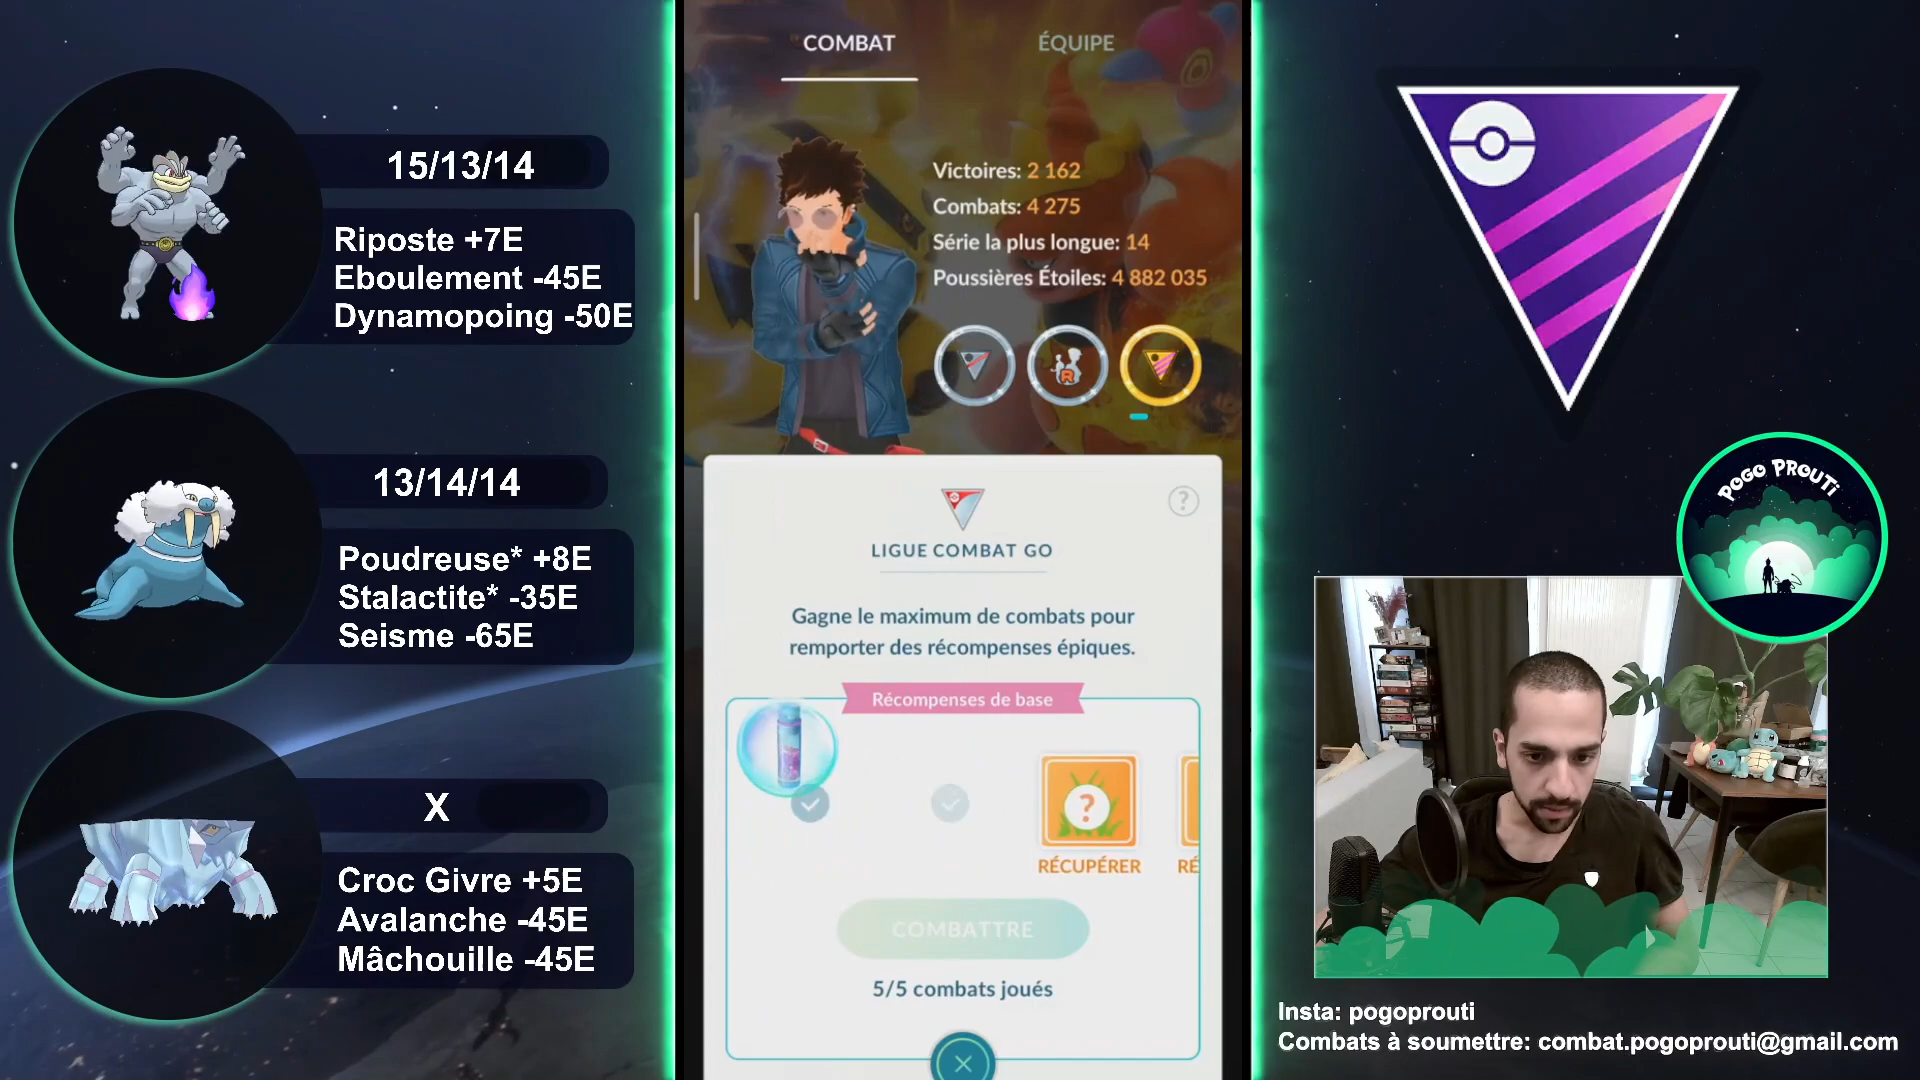 15/13/14
Riposte +7E
Eboulement -45E
Dynamopoing -50E
13/14/14
Poudreuse* +8E
Stalactite* -35E
Seisme -65E
X
Croc Givre +5E
Avalanche -45E
Mâchouille -45E
COMBAT
ÉQUIPE
Victoires: 2 162
Combats: 4 275
Série la plus longue: 14
Poussières Étoiles: 4 882 035
R
LIGUE COMBAT GO
?
Gagne le maximum de combats pour
remporter des récompenses épiques.
Récompenses de base
?
RÉCUPÉRER
RÉ
COMBATTRE
5/5 combats joués
POGO PROUTI
Insta: pogoprouti
Combats à soumettre: combat.pogoprouti@gmail.com